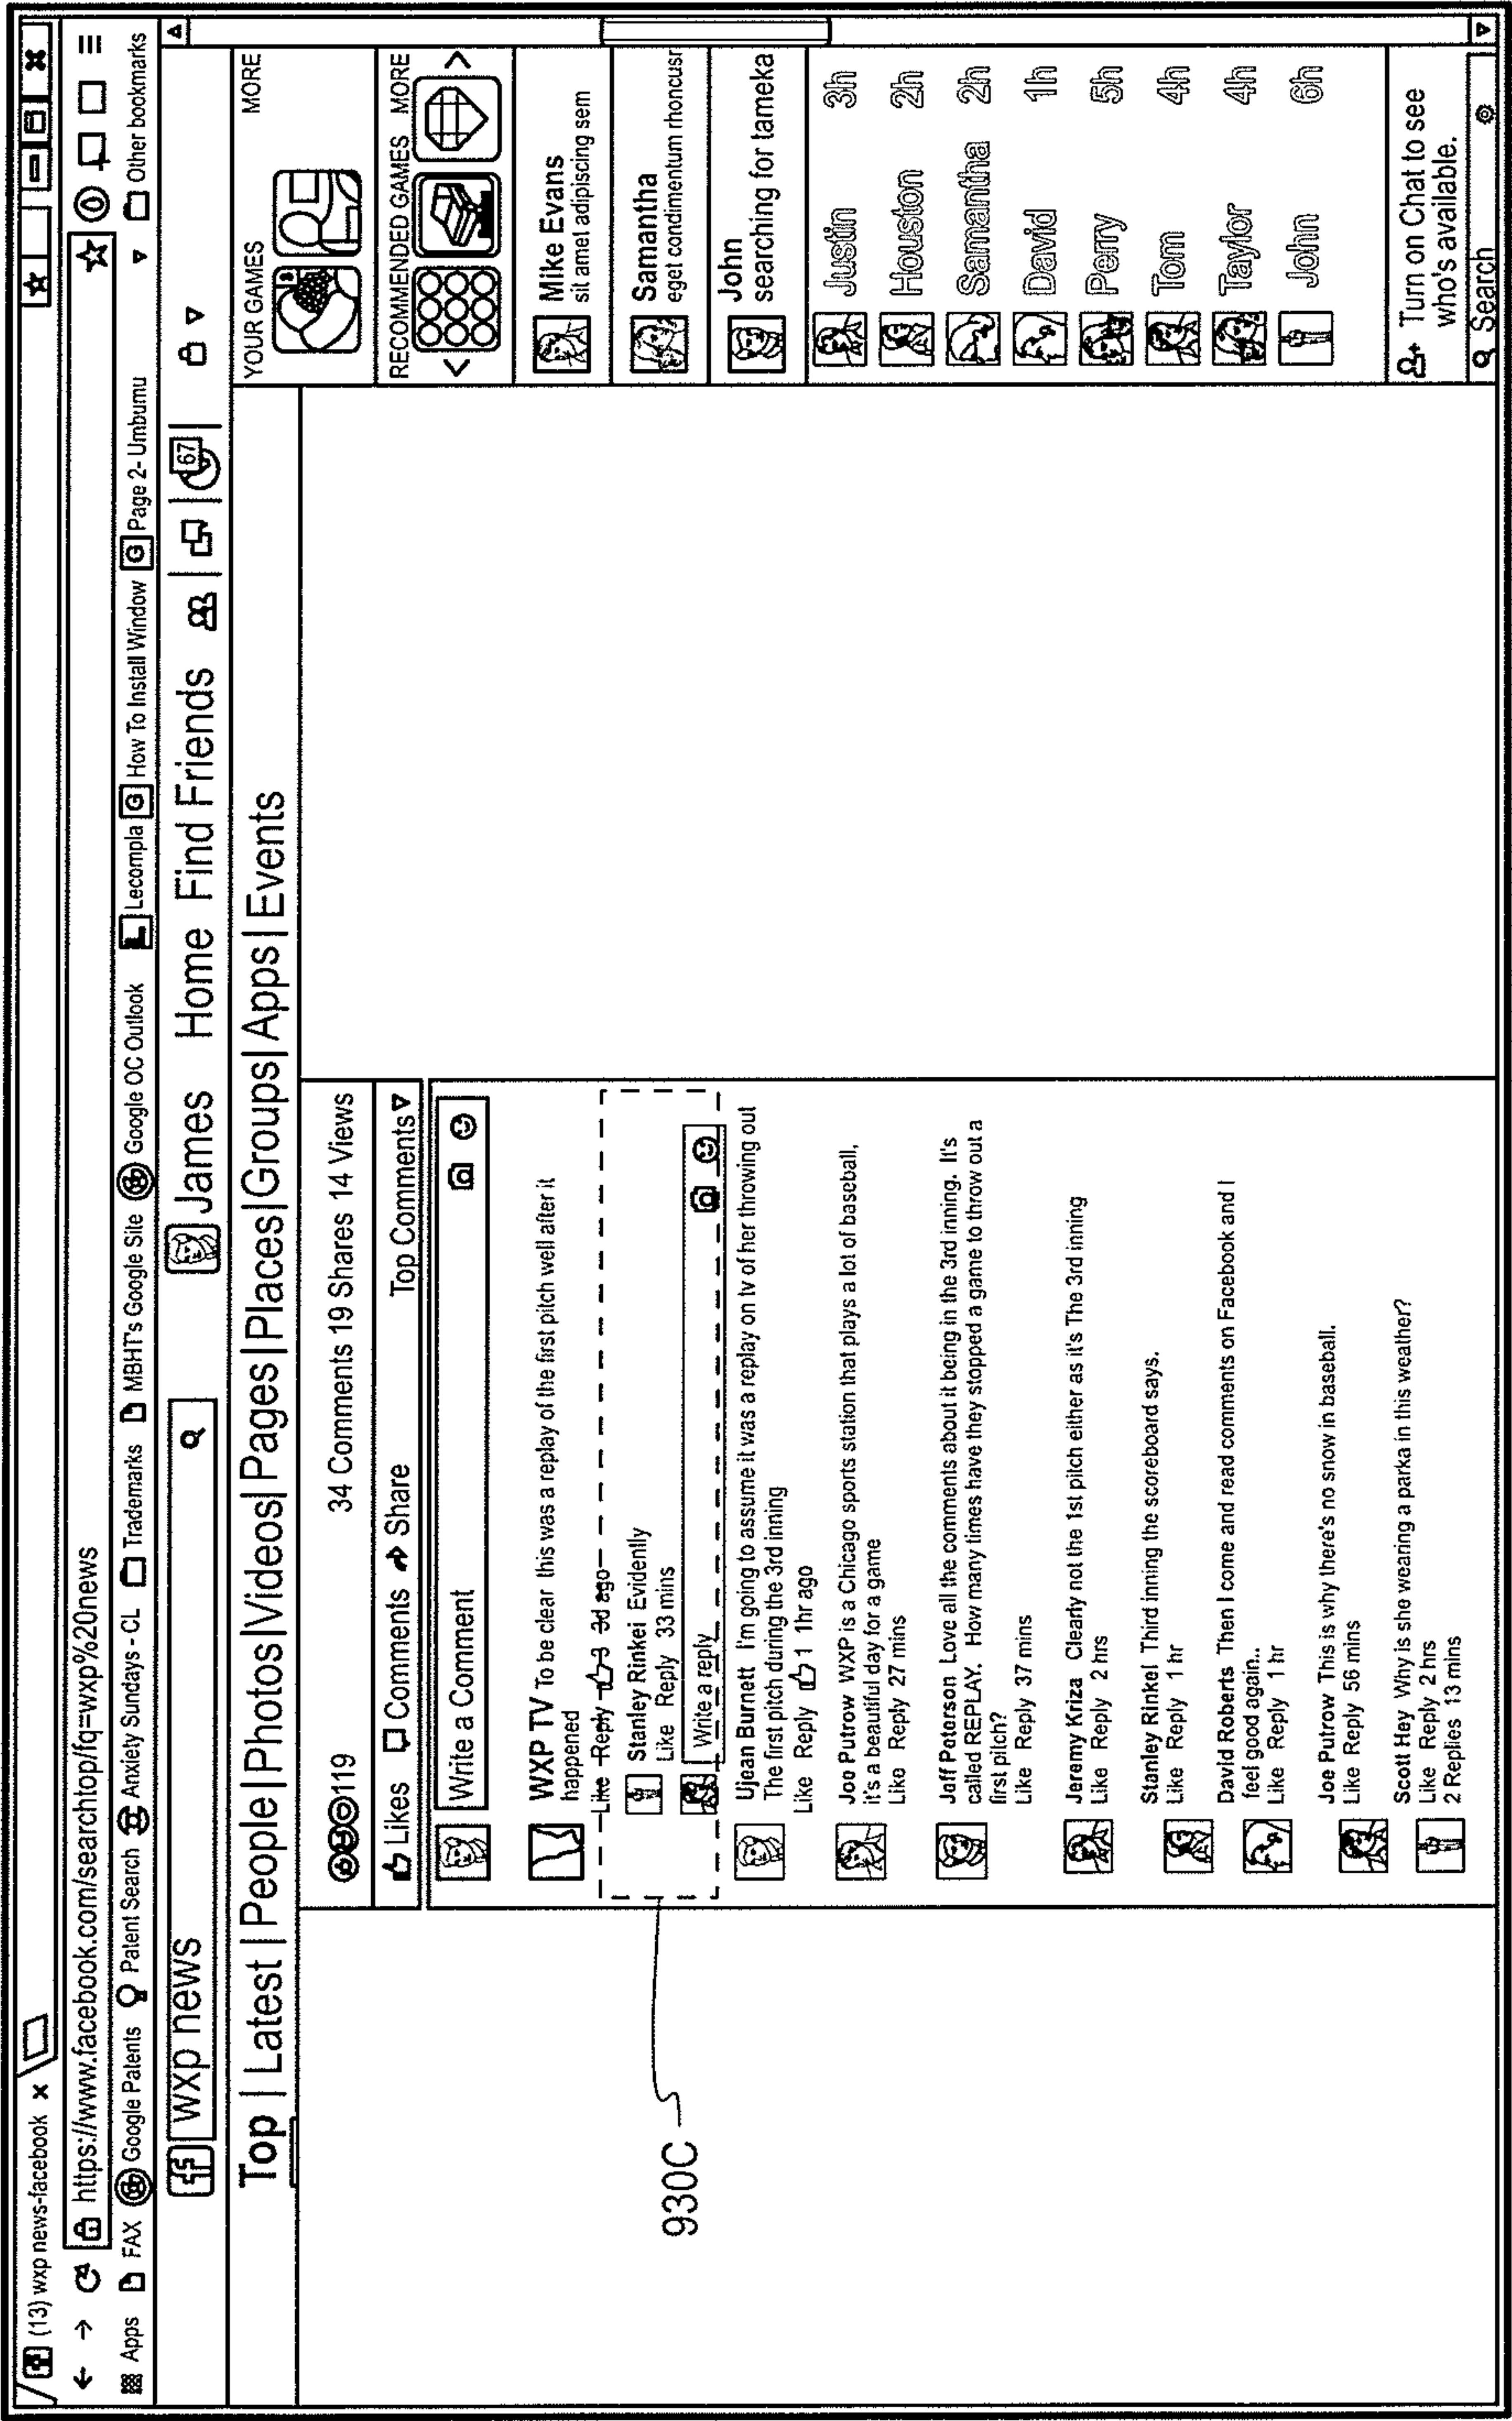 (13) wxp news-facebook x
https://www.facebook.com/searchtop/fq=wxp%20news
Apps FAX Google Patents Patent Search Anxiety Sundays - CL Trademarks MBHT's Google Site Google OC Outlook L Lecompla G How To Install Window G Page 2- Umbumu Other bookmarks
f wxp news James Home Find Friends 67
Top | Latest | People | Photos | Videos | Pages | Places | Groups | Apps | Events
119 34 Comments 19 Shares 14 Views
Likes Comments Share Top Comments
Write a Comment
WXP TV To be clear this was a replay of the first pitch well after it
happened
Like Reply 3 3d ago
Stanley Rinkei Evidenlly
Like Reply 33 mins
Write a reply
930C
Ujean Burnett I'm going to assume it was a replay on tv of her throwing out
The first pitch during the 3rd inning
Like Reply 1 1hr ago
Joe Putrow WXP is a Chicago sports station that plays a lot of baseball,
it's a beautiful day for a game
Like Reply 27 mins
Jeff Peterson Love all the comments about it being in the 3rd inning. It's
called REPLAY. How many times have they stopped a game to throw out a
first pitch?
Like Reply 37 mins
Jeremy Kriza Clearly not the 1st pitch either as it's The 3rd inning
Like Reply 2 hrs
Stanley Rinkel Third inning the scoreboard says.
Like Reply 1 hr
David Roberts Then I come and read comments on Facebook and I
feel good again..
Like Reply 1 hr
Joe Putrow This is why there's no snow in baseball.
Like Reply 56 mins
Scott Hey Why is she wearing a parka in this weather?
Like Reply 2 hrs
2 Replies 13 mins
YOUR GAMES MORE
RECOMMENDED GAMES MORE
Mike Evans
sit amet adipiscing sem
Samantha
eget condimentum rhoncusr
John
searching for tameka
Justin 3h
Houston 2h
Samantha 2h
David 1h
Perry 5h
Tom 4h
Taylor 4h
John 6h
Turn on Chat to see
who's available.
Search